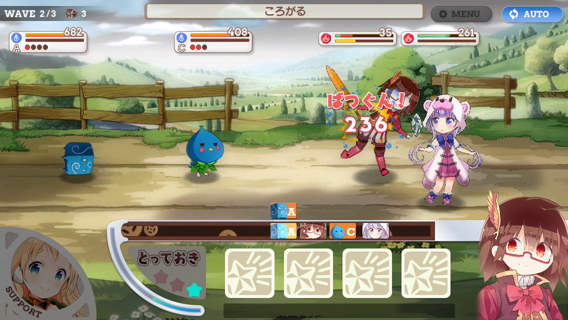 WAVE 2/3 3
ころがる
MENU
AUTO
682
A
408
C
35
261
ばつぐん!
236
A
A
C
とっておき
SUPPORT